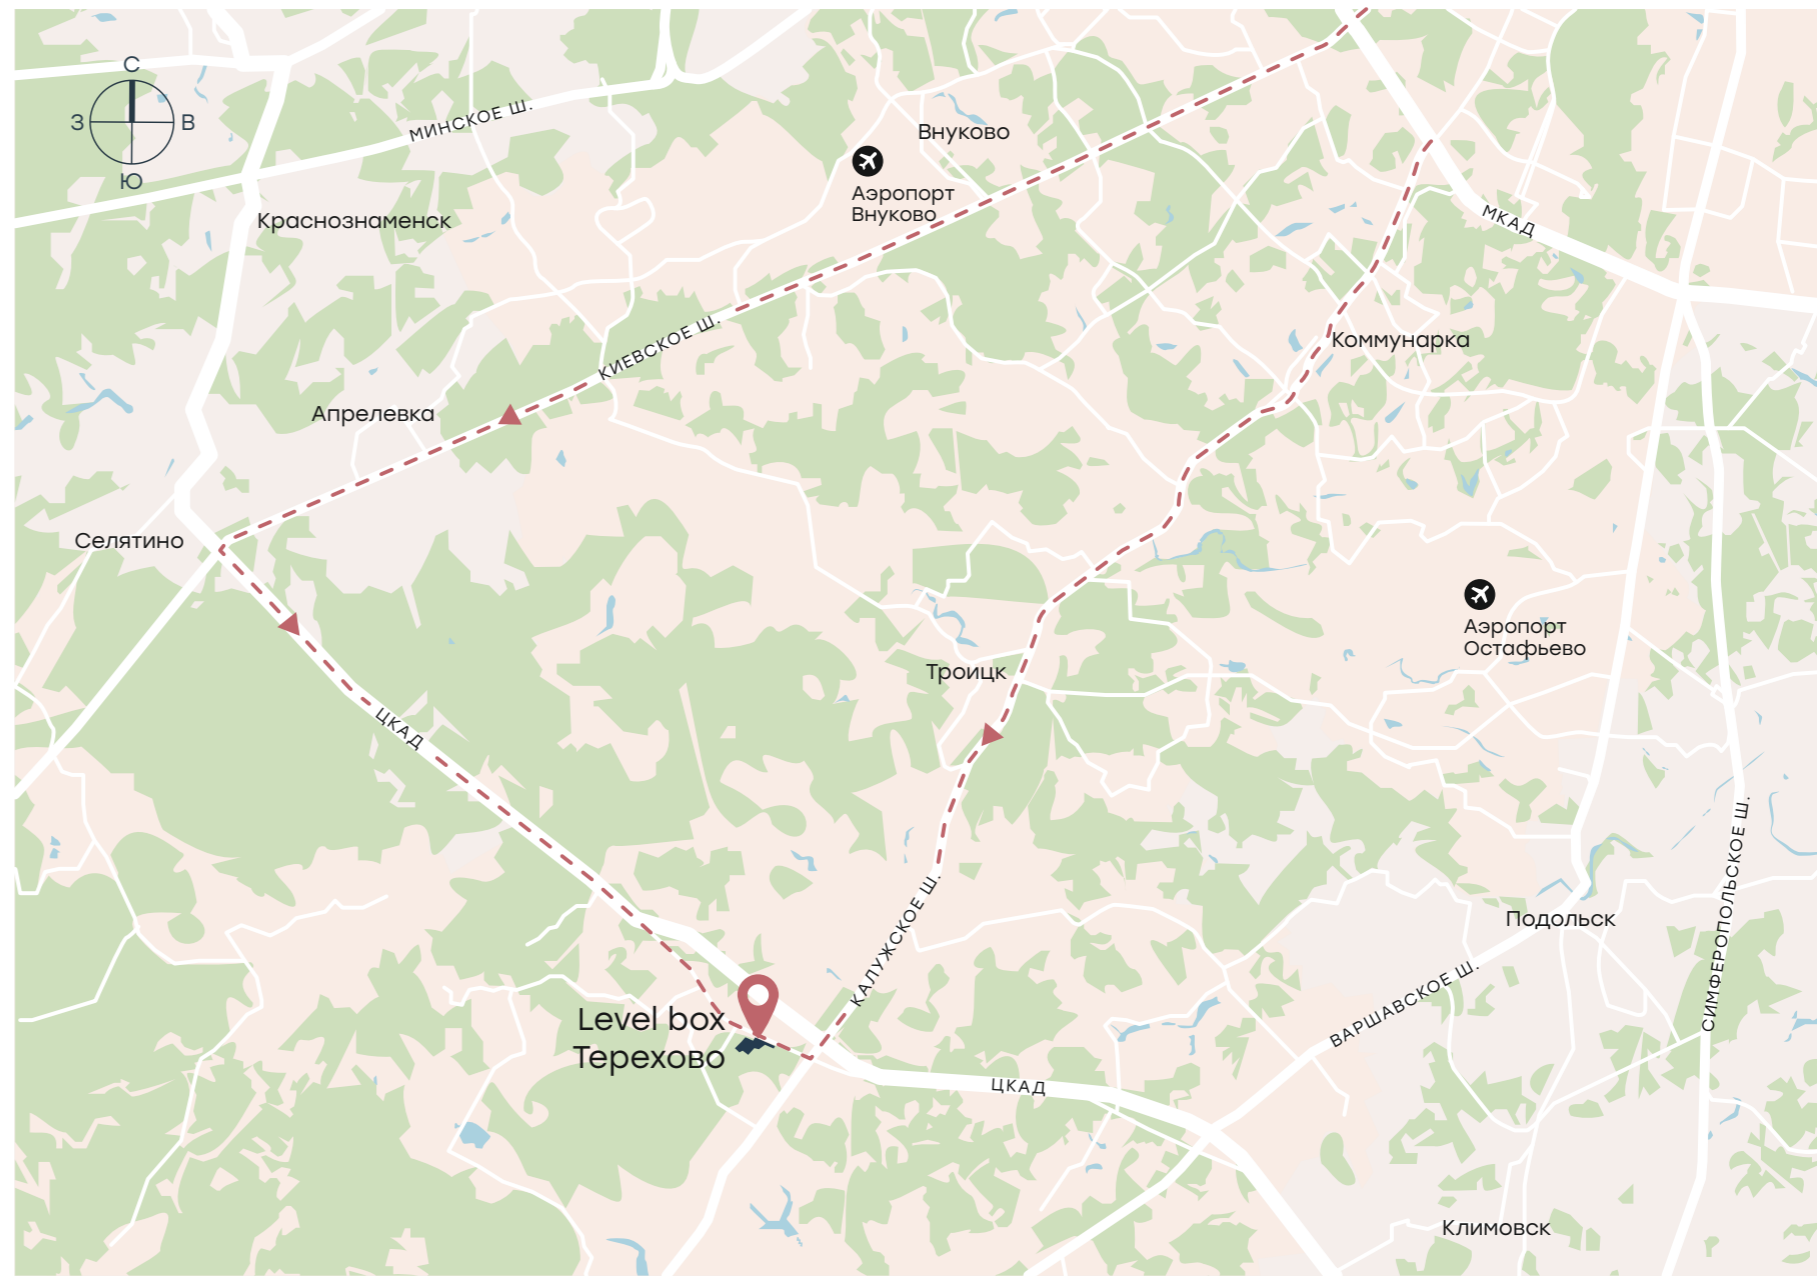 С
З
В
Ю
МИНСКОЕ Ш.
Внуково
Аэропорт
Внуково
Краснознаменск
МКАД
КИЕВСКОЕ Ш.
Коммунарка
Апрелевка
Селятино
Аэропорт
Остафьево
Троицк
ЦКАД
СИМФЕРОПОЛЬСКОЕ Ш.
КАЛУЖСКОЕ Ш.
Подольск
ВАРШАВСКОЕ Ш.
Level box
Терехово
ЦКАД
Климовск